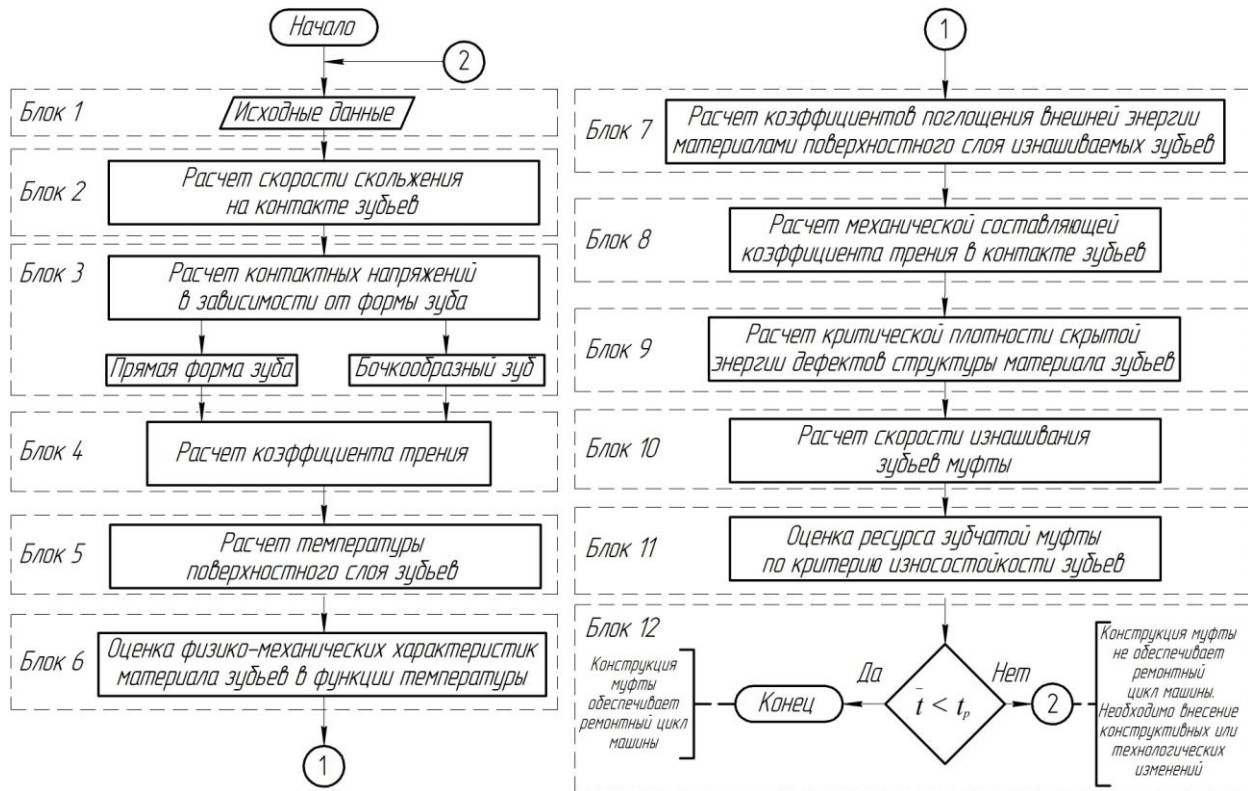 Начало
2
Блок 1
Исходные данные
Блок 2
Расчет скорости скольжения
на контакте зубьев
Блок 3
Расчет контактных напряжений
в зависимости от формы зуба
Прямая форма зуба
Бочкообразный зуб
Блок 4
Расчет коэффициента трения
Блок 5
Расчет температуры
поверхностного слоя зубьев
Блок 6
Оценка физико-механических характеристик
материала зубьев в функции температуры
1
1
Блок 7
Расчет коэффициентов поглощения внешней энергии
материалами поверхностного слоя изнашиваемых зубьев
Блок 8
Расчет механической составляющей
коэффициента трения в контакте зубьев
Блок 9
Расчет критической плотности скрытой
энергии дефектов структуры материала зубьев
Блок 10
Расчет скорости изнашивания
зубьев муфты
Блок 11
Оценка ресурса зубчатой муфты
по критерию износостойкости зубьев
Блок 12
Конструкция
муфты
обеспечивает
ремонтный цикл
машины
Конец
Да
t̄ < tₚ
Нет
2
Конструкция муфты
не обеспечивает
ремонтный
цикл машины.
Необходимо внесение
конструктивных или
технологических
изменений